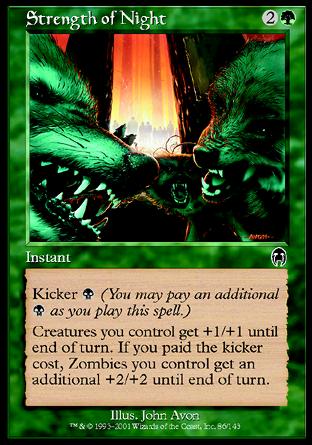 Strength of Night 2
AVON
Instant
Kicker (You may pay an additional
as you play this spell.)
Creatures you control get +1/+1 until
end of turn. If you paid the kicker
cost, Zombies you control get an
additional +2/+2 until end of turn.
Illus. John Avon
™ & © 1993-2001 Wizards of the Coast, Inc. 86/143